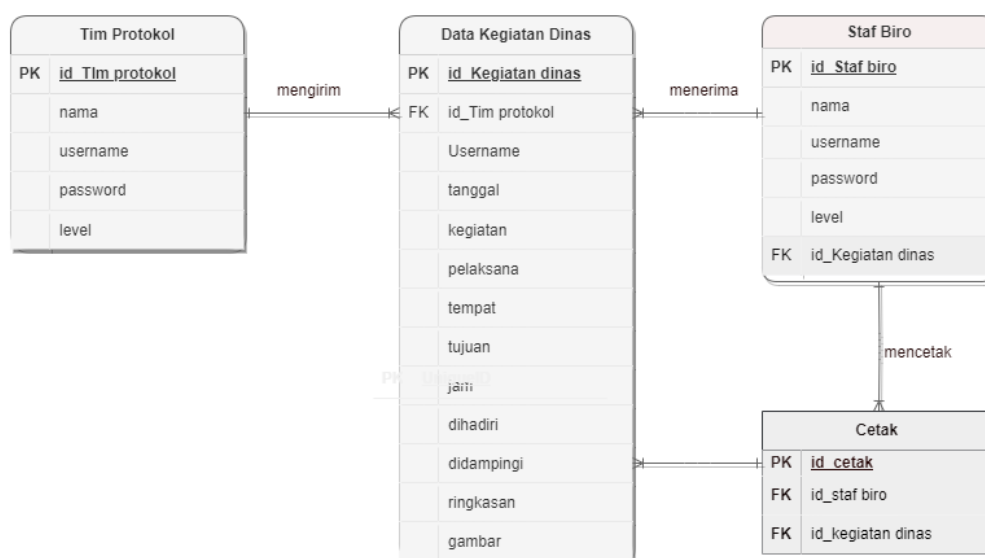 Tim Protokol
PK id_TIm protokol
nama
username
password
level
mengirim
Data Kegiatan Dinas
PK id_Kegiatan dinas
FK id_Tim protokol
Username
tanggal
kegiatan
pelaksana
tempat
tujuan
PK
jam
dihadiri
didampingi
ringkasan
gambar
menerima
Staf Biro
PK id_Staf biro
nama
username
password
level
FK id_Kegiatan dinas
mencetak
Cetak
PK id_cetak
FK id_staf biro
FK id_kegiatan dinas